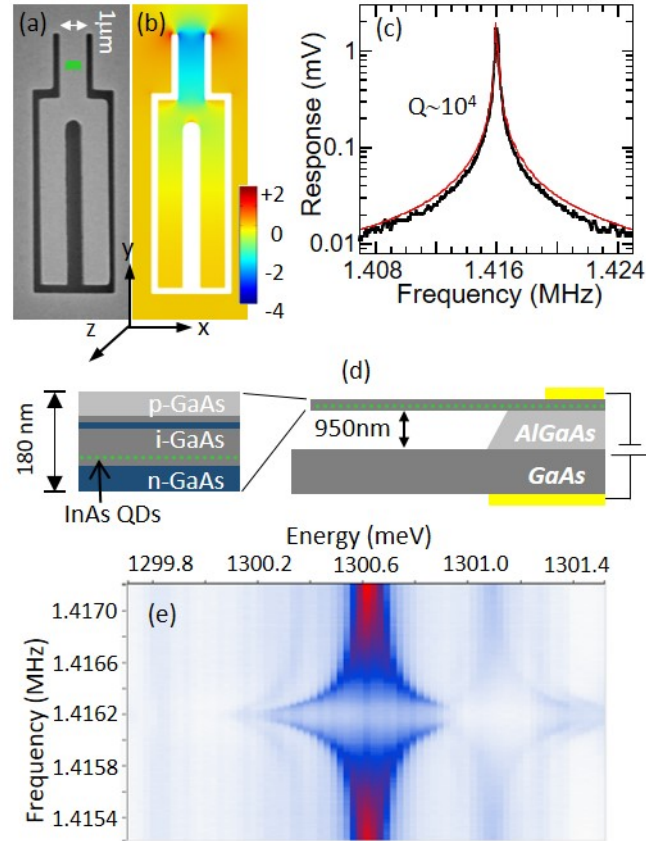 (a)
1μm
(b)
+2
0
-2
-4
y
z
x
(c)
Q~10⁴
Response (mV)
1
0.1
0.01
1.408
1.416
1.424
Frequency (MHz)
(d)
180 nm
p-GaAs
i-GaAs
n-GaAs
InAs QDs
950nm
AlGaAs
GaAs
Energy (meV)
1299.8
1300.2
1300.6
1301.0
1301.4
(e)
Frequency (MHz)
1.4170
1.4166
1.4162
1.4158
1.4154